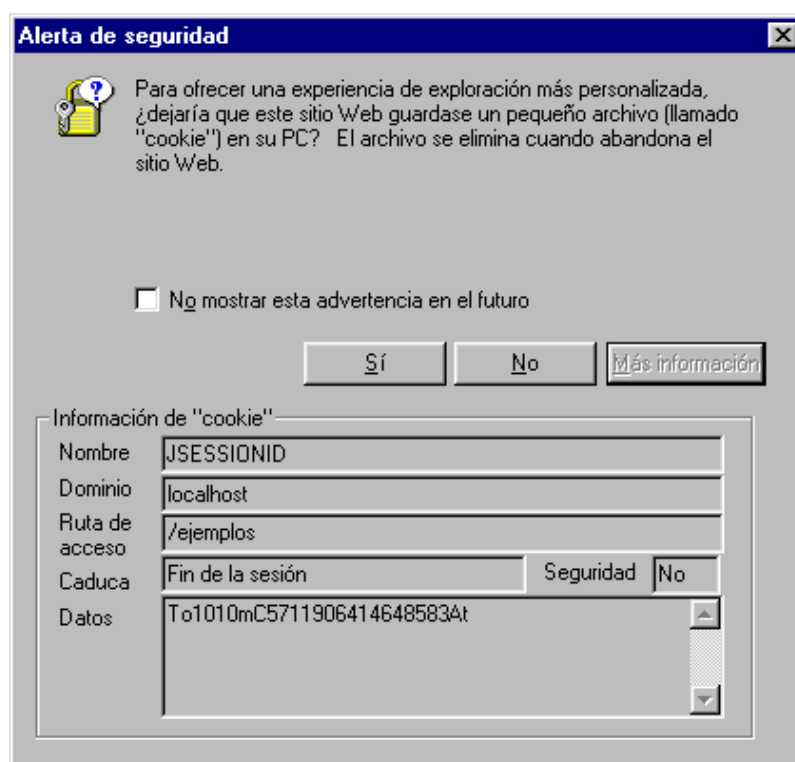 Alerta de seguridad
Para ofrecer una experiencia de exploración más personalizada,
¿dejaría que este sitio Web guardase un pequeño archivo (llamado
"cookie") en su PC?   El archivo se elimina cuando abandona el
sitio Web.
No mostrar esta advertencia en el futuro
Sí No Más información
Información de "cookie"
Nombre JSESSIONID
Dominio localhost
Ruta de
acceso /ejemplos
Caduca Fin de la sesión Seguridad No
Datos To1010mC5711906414648583At